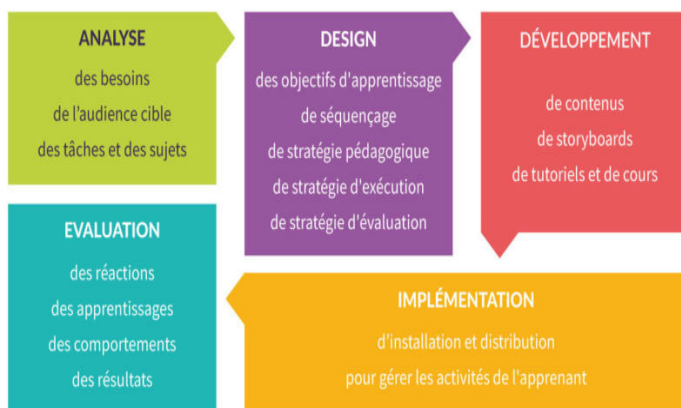 ANALYSE
des besoins
de l'audience cible
des tâches et des sujets
DESIGN
des objectifs d'apprentissage
de séquençage
de stratégie pédagogique
de stratégie d'exécution
de stratégie d'évaluation
DÉVELOPPEMENT
de contenus
de storyboards
de tutoriels et de cours
IMPLÉMENTATION
d'installation et distribution
pour gérer les activités de l'apprenant
EVALUATION
des réactions
des apprentissages
des comportements
des résultats